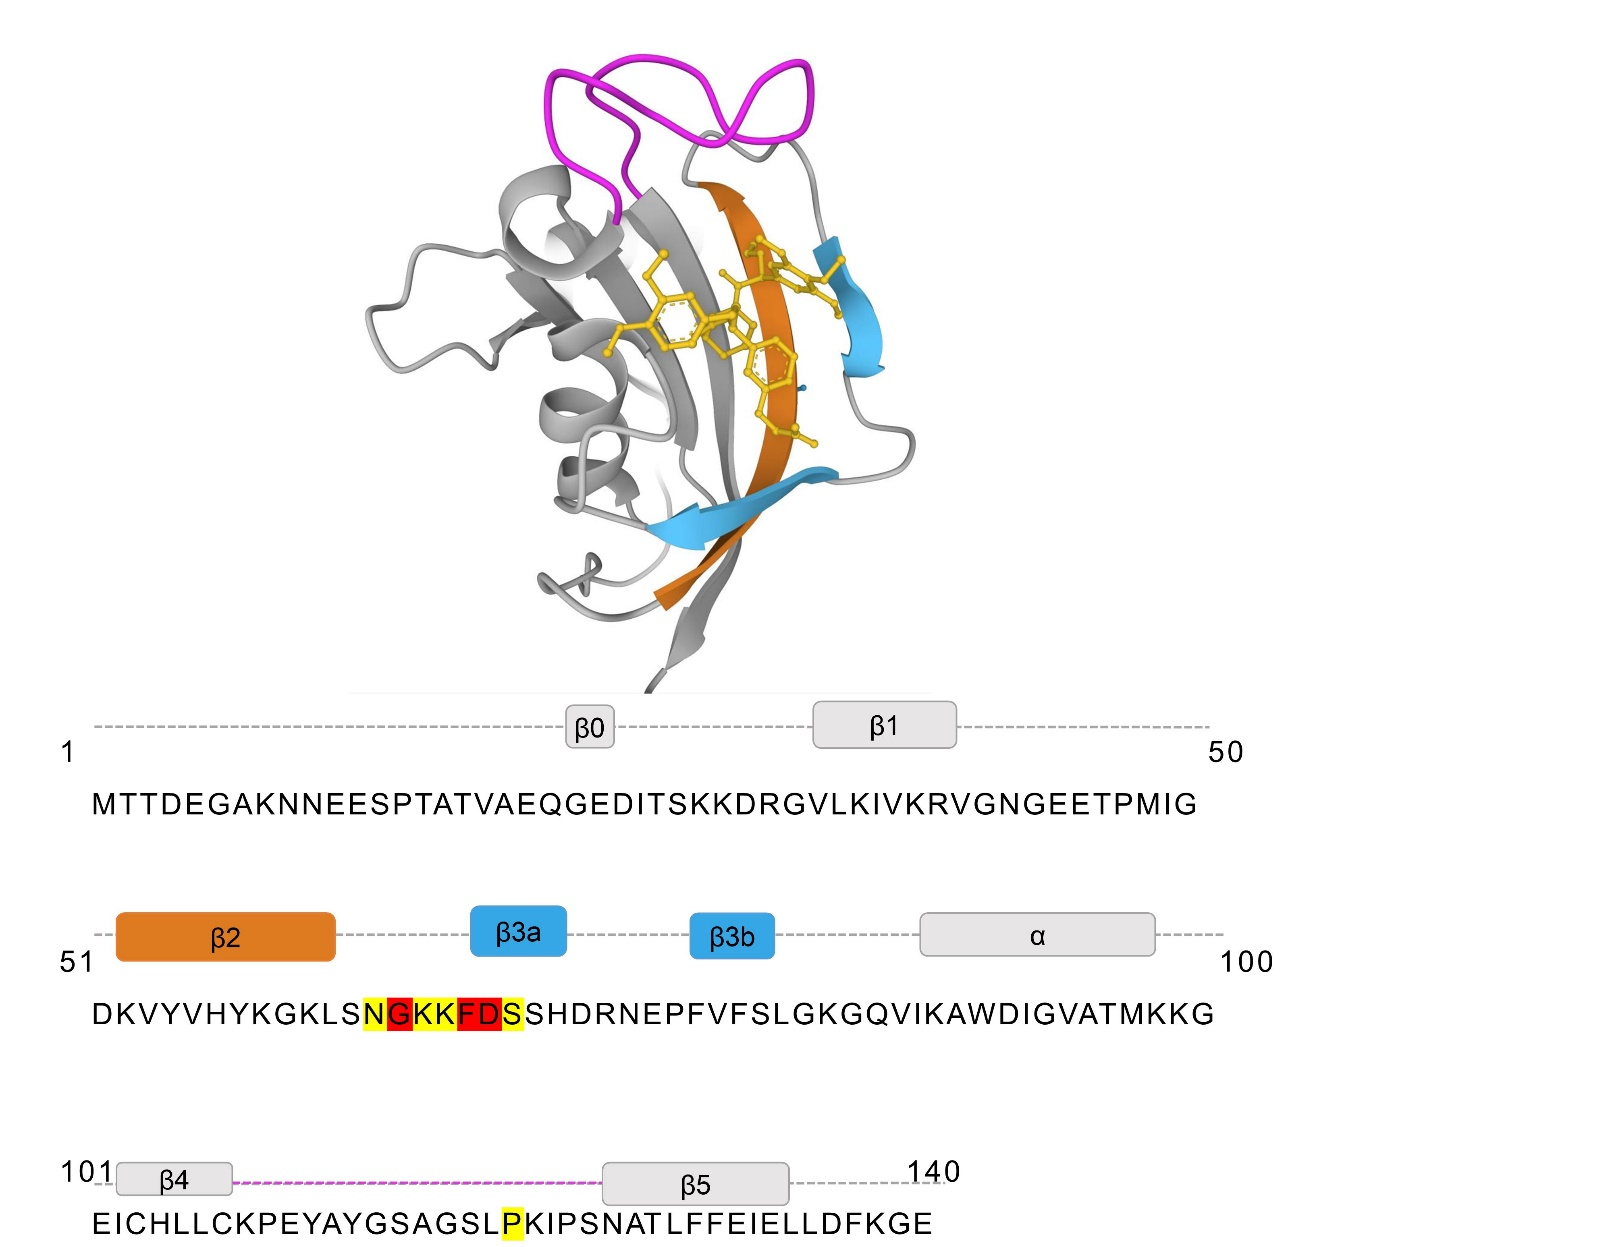 β0 β1
1 50
MTTDEGAKNNEESPTATVAEQGEDITSKKDRGVLKIVKRVGNGEETPMIG
β2 β3a β3b α
51 100
DKVYVHYKGKLSNGKKFDSSHDRNEPFVFSLGKGQVIKAWDIGVATMKKG
101 β4 β5 140
EICHLLCKPEYAYGSAGSLPKIPSNATLFFEIELLDFKGE